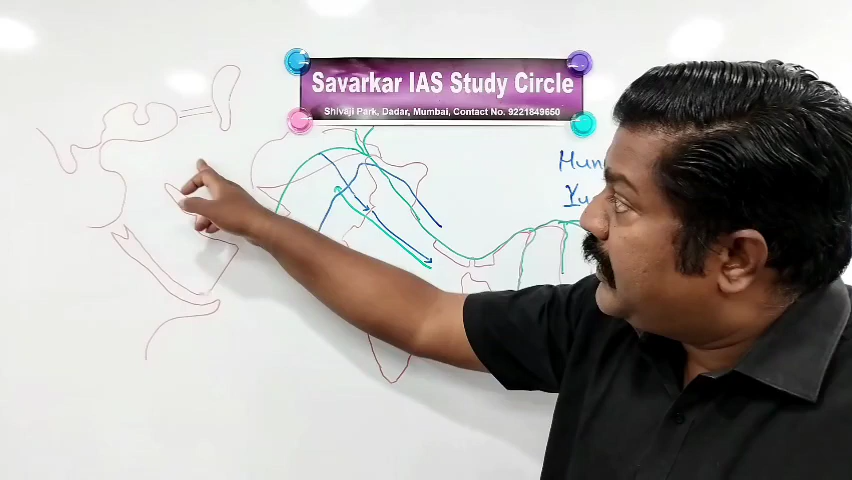 Savarkar IAS Study Circle
Shivaji Park, Dadar, Mumbai, Contact No. 9221849650